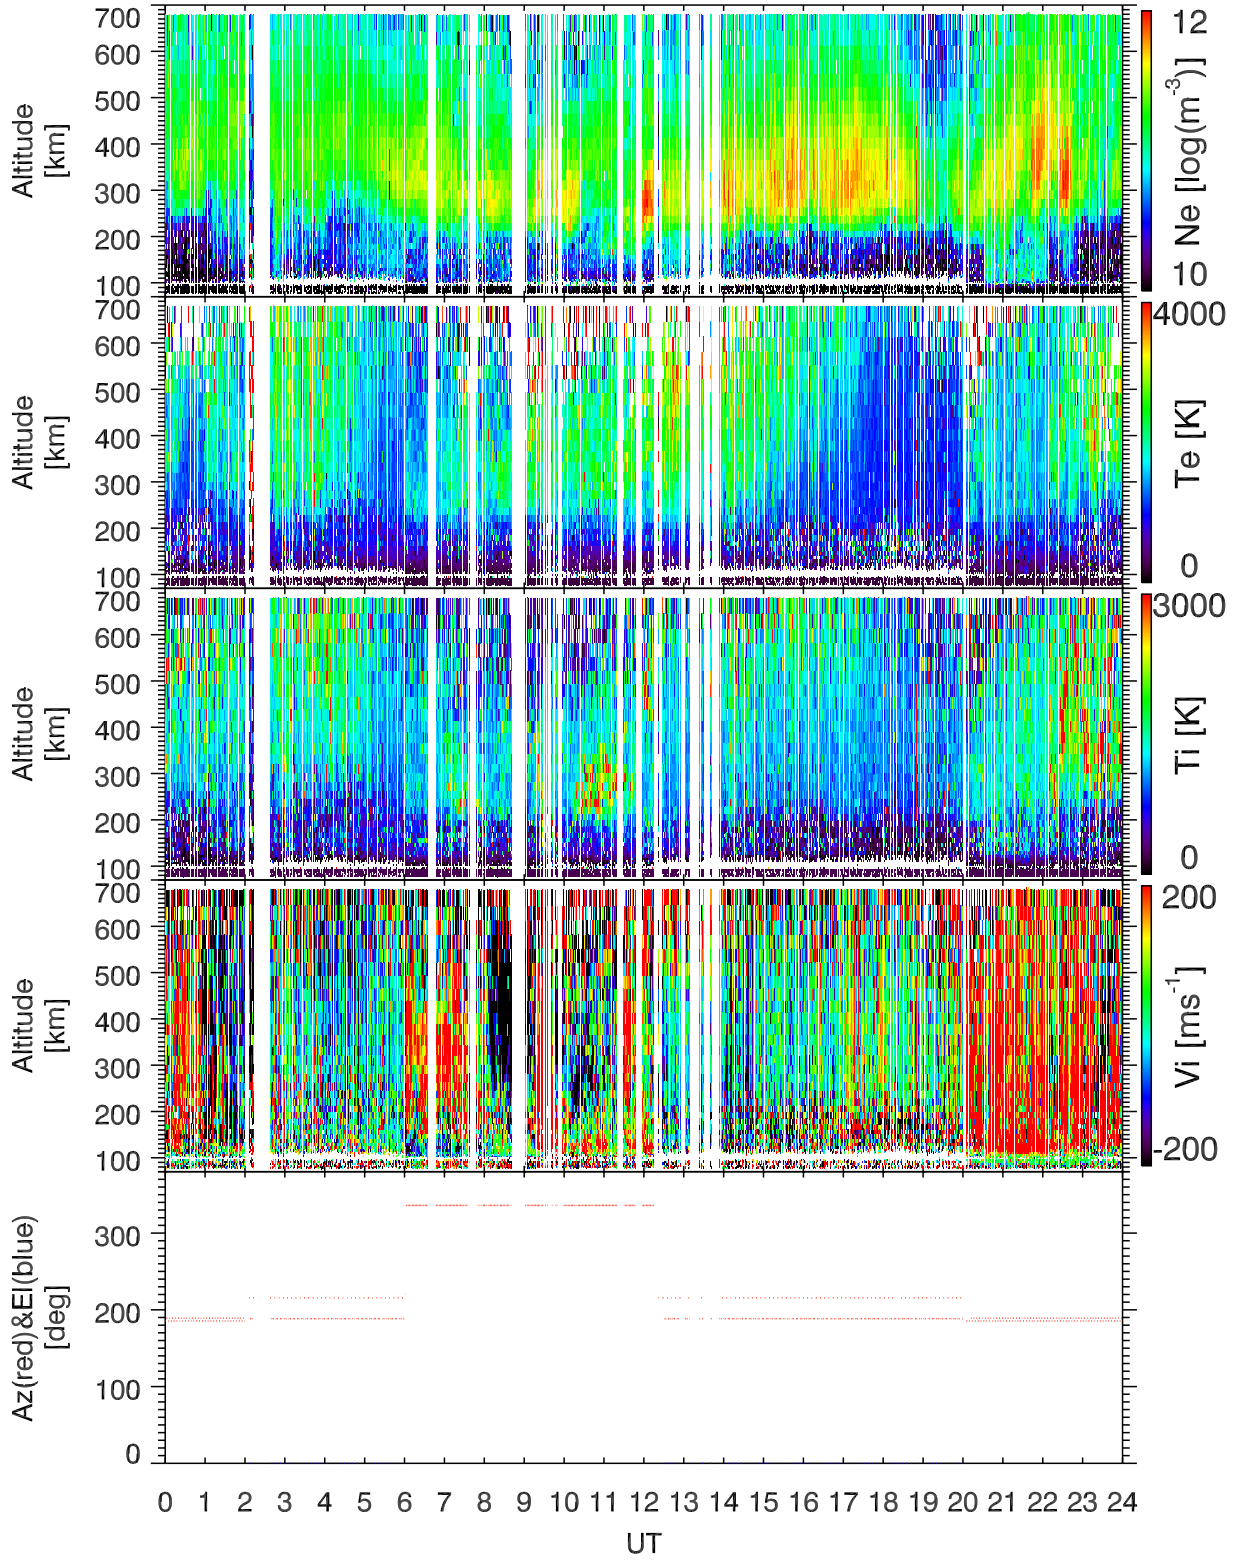 700
600
500
400
300
200
100
Altitude
[km]
12
Ne [log(m⁻³)]
10
700
600
500
400
300
200
100
Altitude
[km]
4000
Te [K]
0
700
600
500
400
300
200
100
Altitude
[km]
3000
Ti [K]
0
700
600
500
400
300
200
100
Altitude
[km]
200
Vi [ms⁻¹]
-200
300
200
100
0
Az(red)&El(blue)
[deg]
0 1 2 3 4 5 6 7 8 9 10 11 12 13 14 15 16 17 18 19 20 21 22 23 24
UT